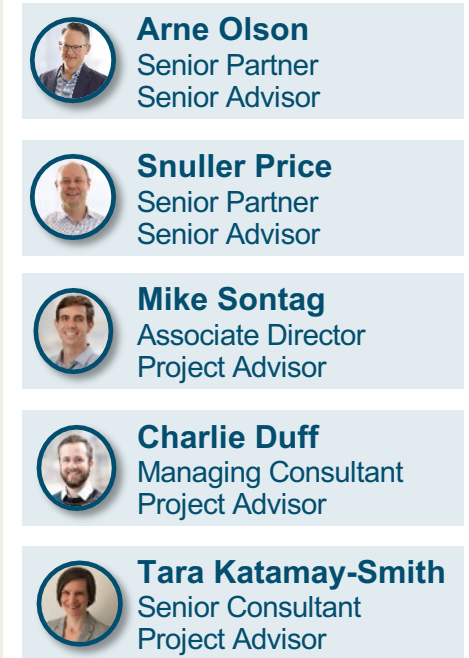 Arne Olson
Senior Partner
Senior Advisor
Snuller Price
Senior Partner
Senior Advisor
Mike Sontag
Associate Director
Project Advisor
Charlie Duff
Managing Consultant
Project Advisor
Tara Katamay-Smith
Senior Consultant
Project Advisor